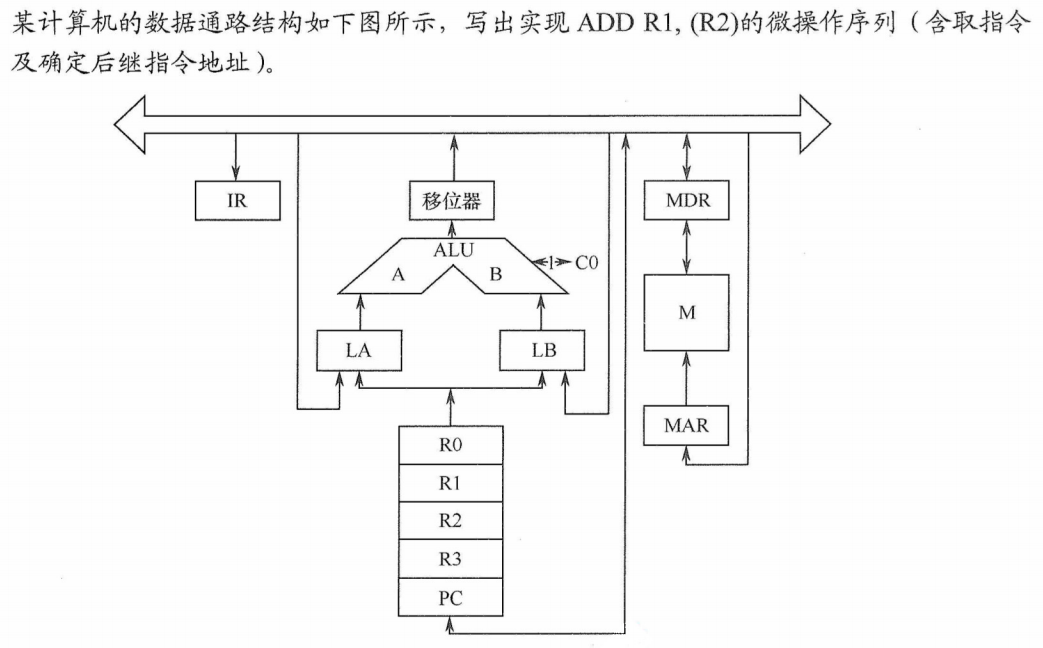 某计算机的数据通路结构如下图所示，写出实现 ADD R1, (R2)的微操作序列（含取指令
及确定后继指令地址）。
IR
移位器
MDR
ALU
A
B
1
C0
M
LA
LB
MAR
R0
R1
R2
R3
PC